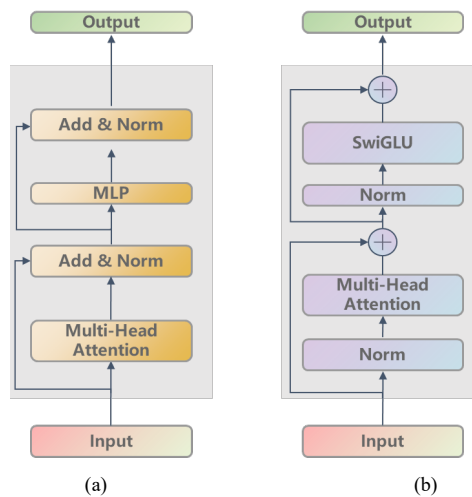 Output
Add & Norm
MLP
Add & Norm
Multi-Head
Attention
Input
(a)
Output
+
SwiGLU
Norm
+
Multi-Head
Attention
Norm
Input
(b)